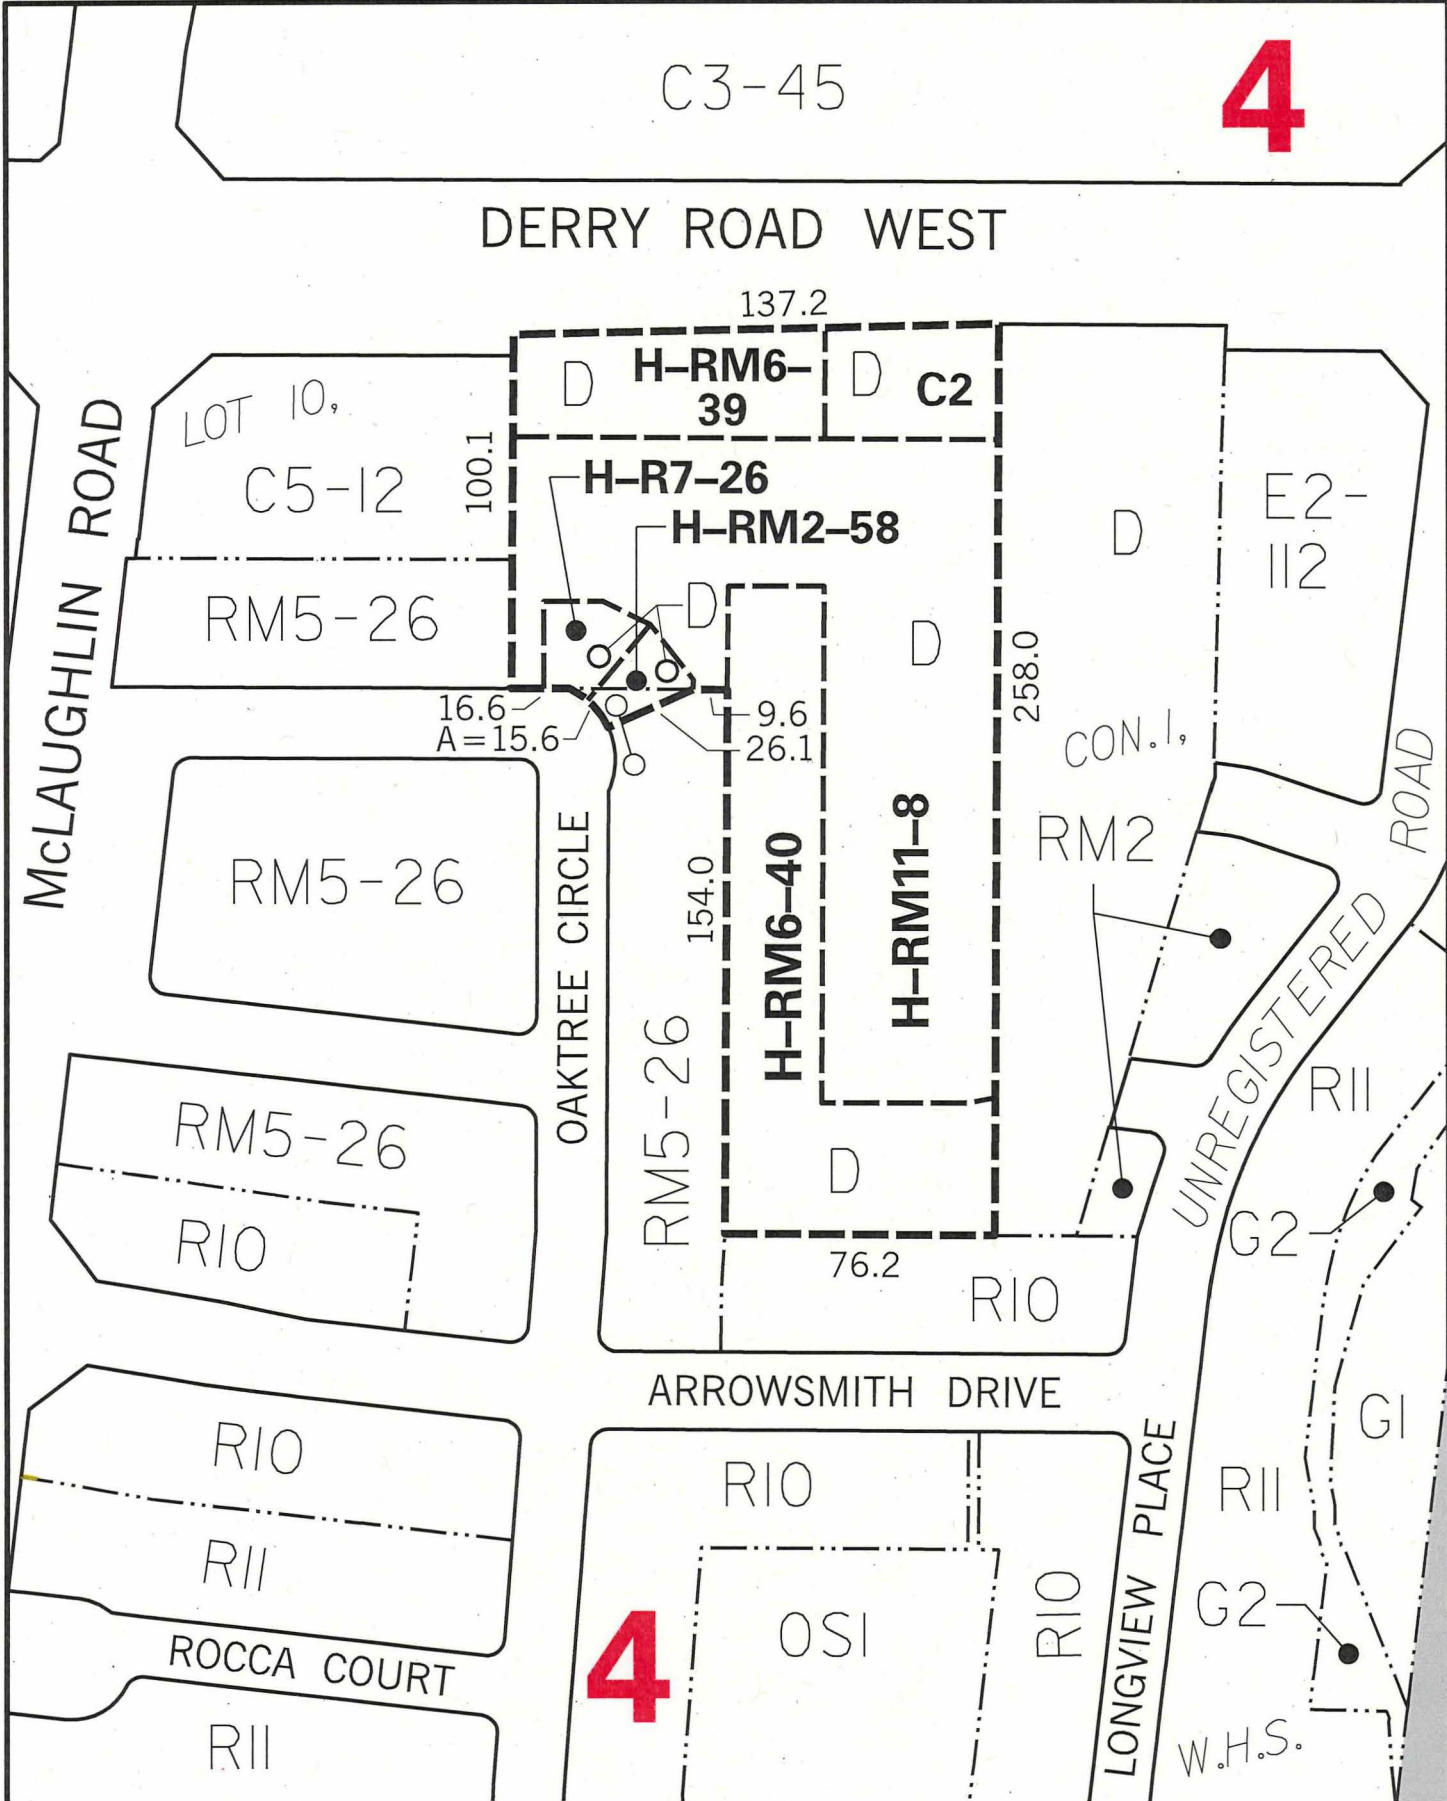 C3-45
4
DERRY ROAD WEST
137.2
D
H-RM6-
39
D
C2
LOT 10,
C5-12
100.1
H-R7-26
H-RM2-58
McLAUGHLIN ROAD
RM5-26
D
D
D
E2-
112
16.6
A=15.6
9.6
26.1
258.0
CON.1,
RM2
ROAD
RM5-26
OAKTREE CIRCLE
154.0
H-RM6-40
H-RM11-8
UNREGISTERED
RM5-26
R11
RM5-26
R10
D
G2
76.2
R10
ARROWSMITH DRIVE
G1
R10
R10
R11
R11
LONGVIEW PLACE
G2
R10
OS1
4
ROCCA COURT
R11
W.H.S.